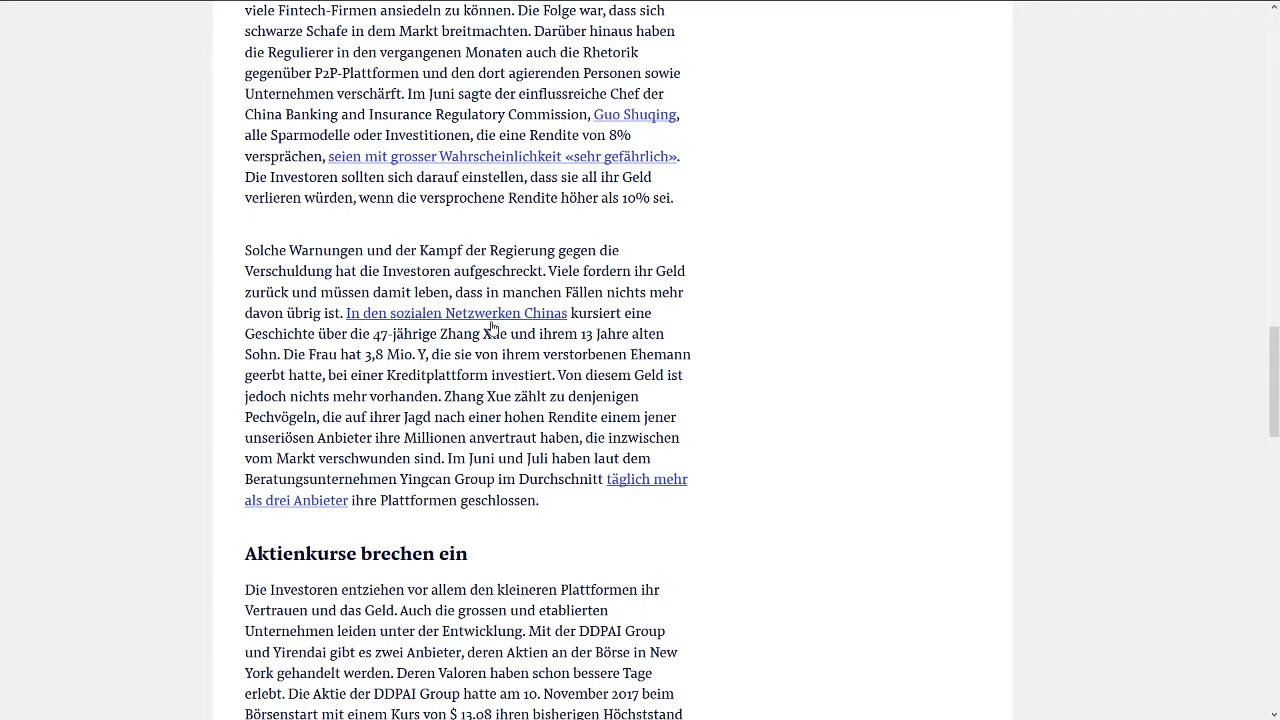 viele Fintech-Firmen ansiedeln zu können. Die Folge war, dass sich
schwarze Schafe in dem Markt breitmachten. Darüber hinaus haben
die Regulierer in den vergangenen Monaten auch die Rhetorik
gegenüber P2P-Plattformen und den dort agierenden Personen sowie
Unternehmen verschärft. Im Juni sagte der einflussreiche Chef der
China Banking and Insurance Regulatory Commission, Guo Shuqing,
alle Sparmodelle oder Investitionen, die eine Rendite von 8%
versprächen, seien mit grosser Wahrscheinlichkeit «sehr gefährlich».
Die Investoren sollten sich darauf einstellen, dass sie all ihr Geld
verlieren würden, wenn die versprochene Rendite höher als 10% sei.
Solche Warnungen und der Kampf der Regierung gegen die
Verschuldung hat die Investoren aufgeschreckt. Viele fordern ihr Geld
zurück und müssen damit leben, dass in manchen Fällen nichts mehr
davon übrig ist. In den sozialen Netzwerken Chinas kursiert eine
Geschichte über die 47-jährige Zhang Xue und ihrem 13 Jahre alten
Sohn. Die Frau hat 3,8 Mio. Y, die sie von ihrem verstorbenen Ehemann
geerbt hatte, bei einer Kreditplattform investiert. Von diesem Geld ist
jedoch nichts mehr vorhanden. Zhang Xue zählt zu denjenigen
Pechvögeln, die auf ihrer Jagd nach einer hohen Rendite einem jener
unseriösen Anbieter ihre Millionen anvertraut haben, die inzwischen
vom Markt verschwunden sind. Im Juni und Juli haben laut dem
Beratungsunternehmen Yingcan Group im Durchschnitt täglich mehr
als drei Anbieter ihre Plattformen geschlossen.
Aktienkurse brechen ein
Die Investoren entziehen vor allem den kleineren Plattformen ihr
Vertrauen und das Geld. Auch die grossen und etablierten
Unternehmen leiden unter der Entwicklung. Mit der DDPAI Group
und Yirendai gibt es zwei Anbieter, deren Aktien an der Börse in New
York gehandelt werden. Deren Valoren haben schon bessere Tage
erlebt. Die Aktie der DDPAI Group hatte am 10. November 2017 beim
Börsenstart mit einem Kurs von $ 13.08 ihren bisherigen Höchststand